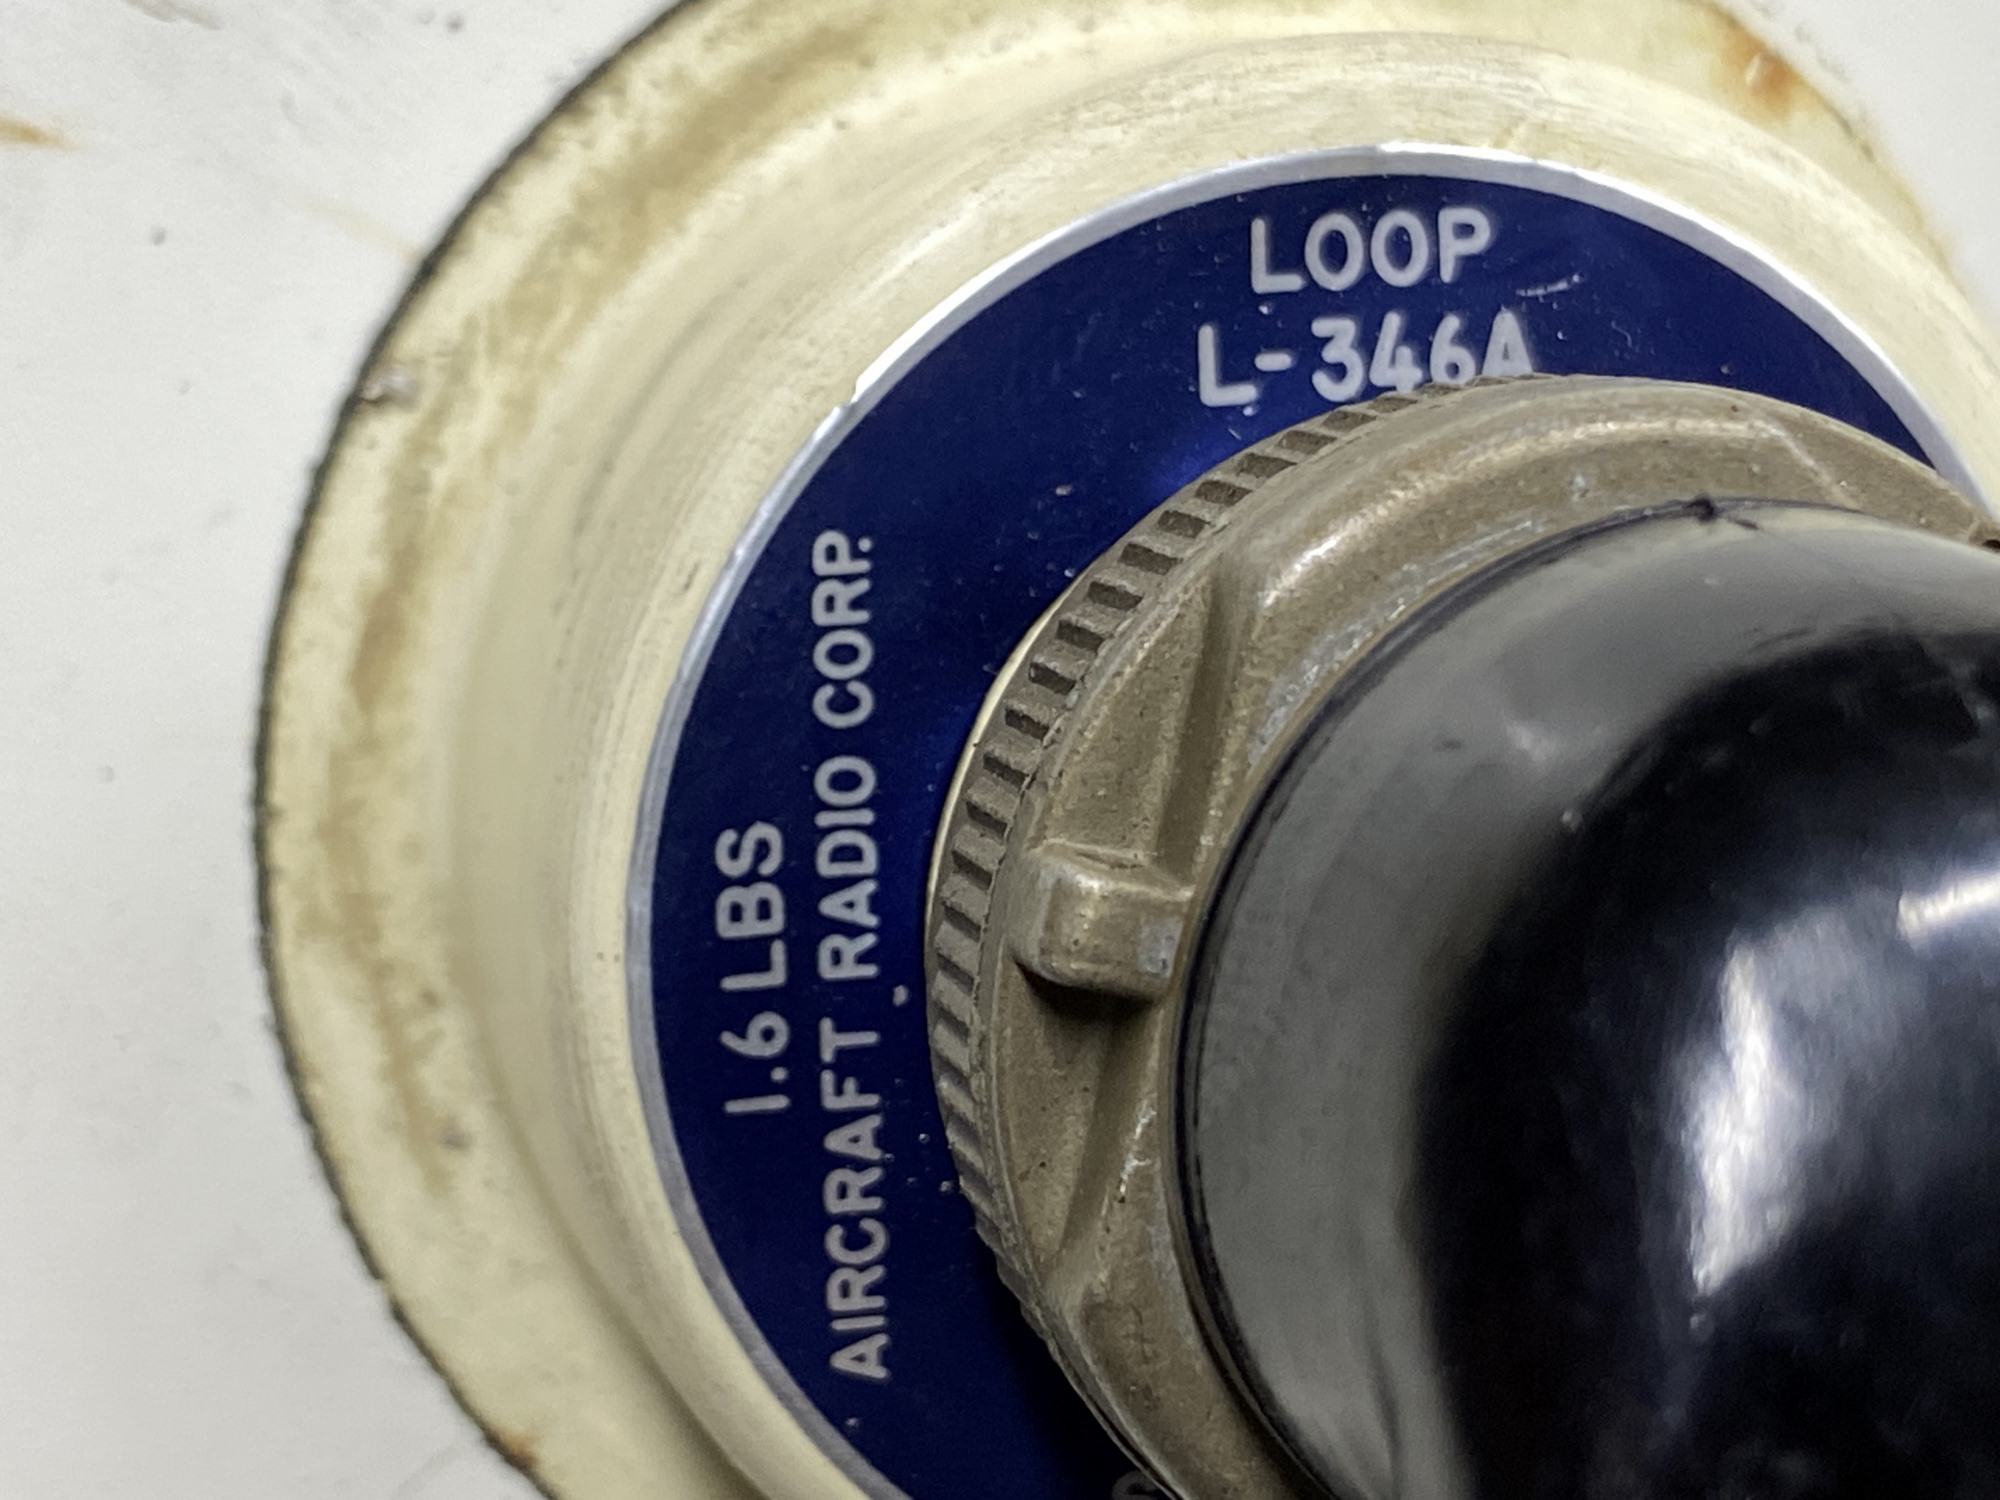 LOOP
L-346A
1.6 LBS
AIRCRAFT RADIO CORP.